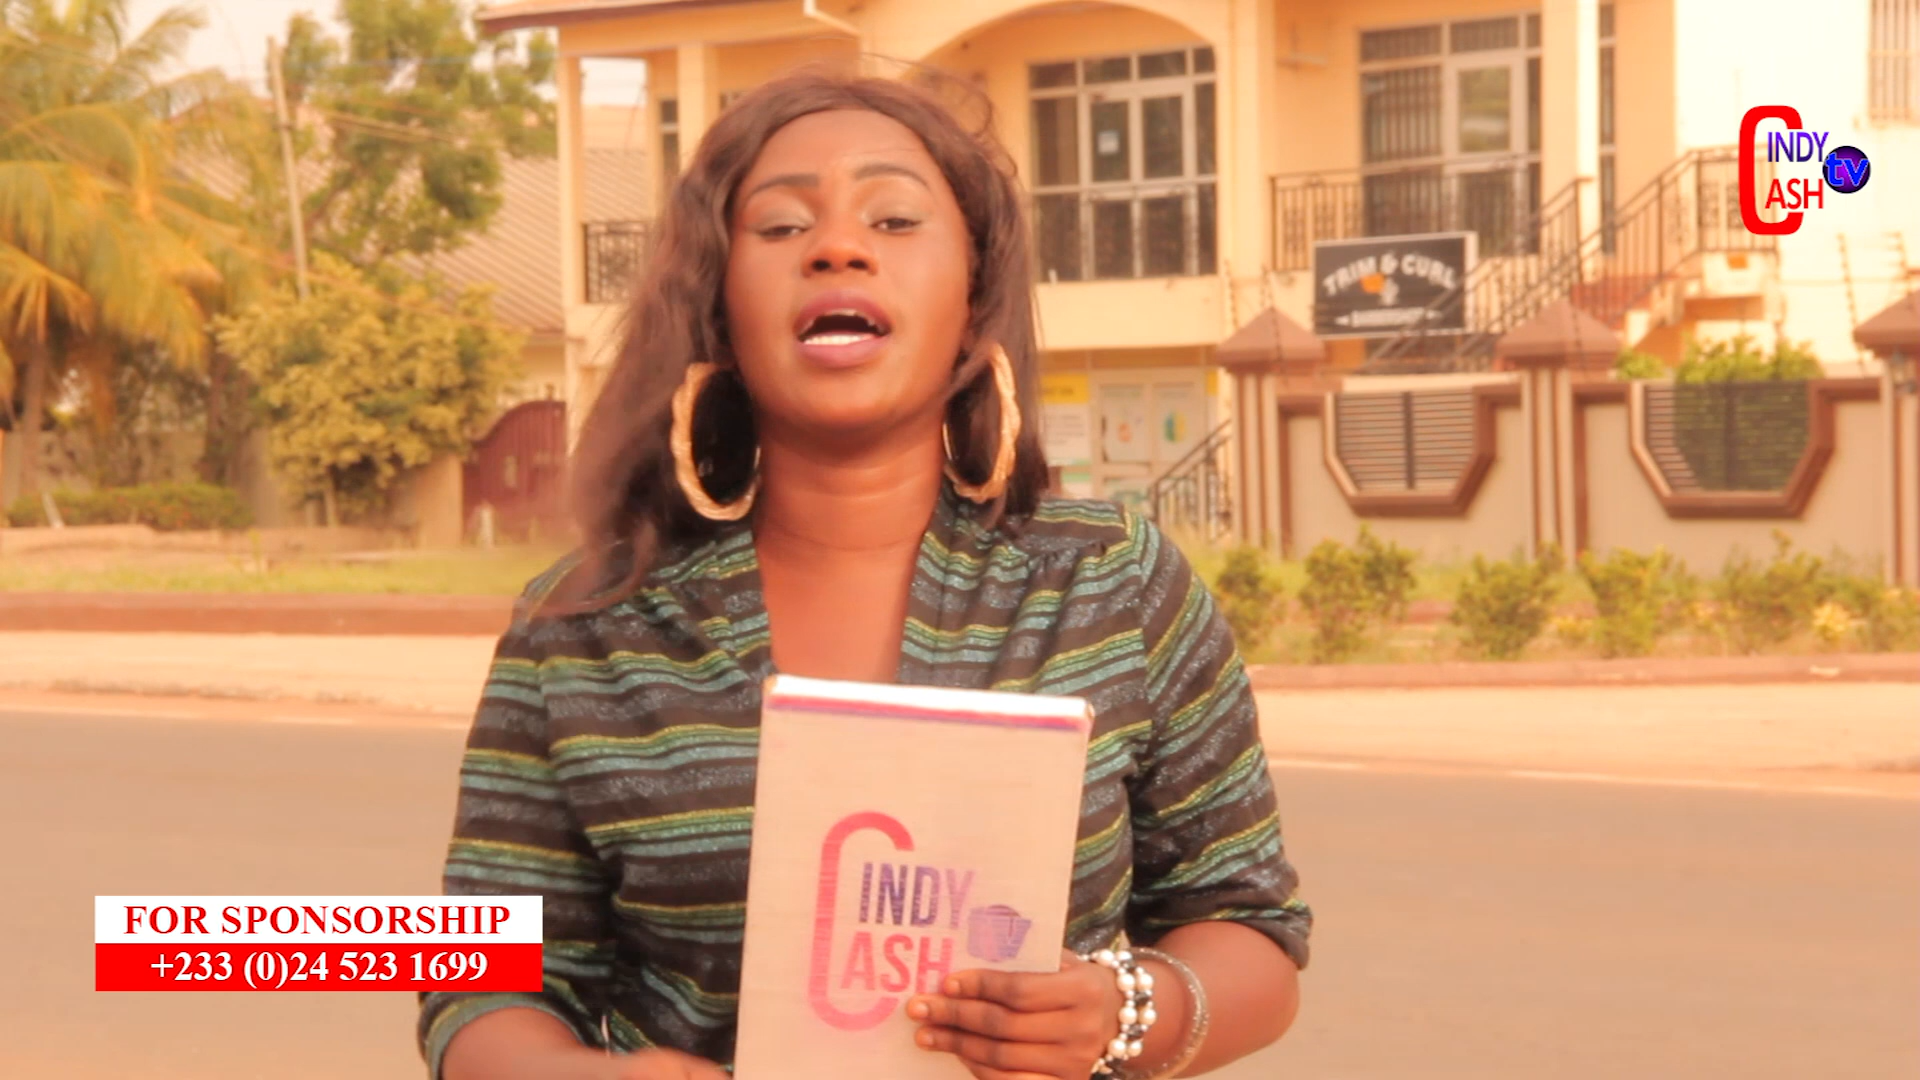 CINDY
CASH tv
TRIM & CURL
FOR SPONSORSHIP
+233 (0)24 523 1699
CINDY
CASH